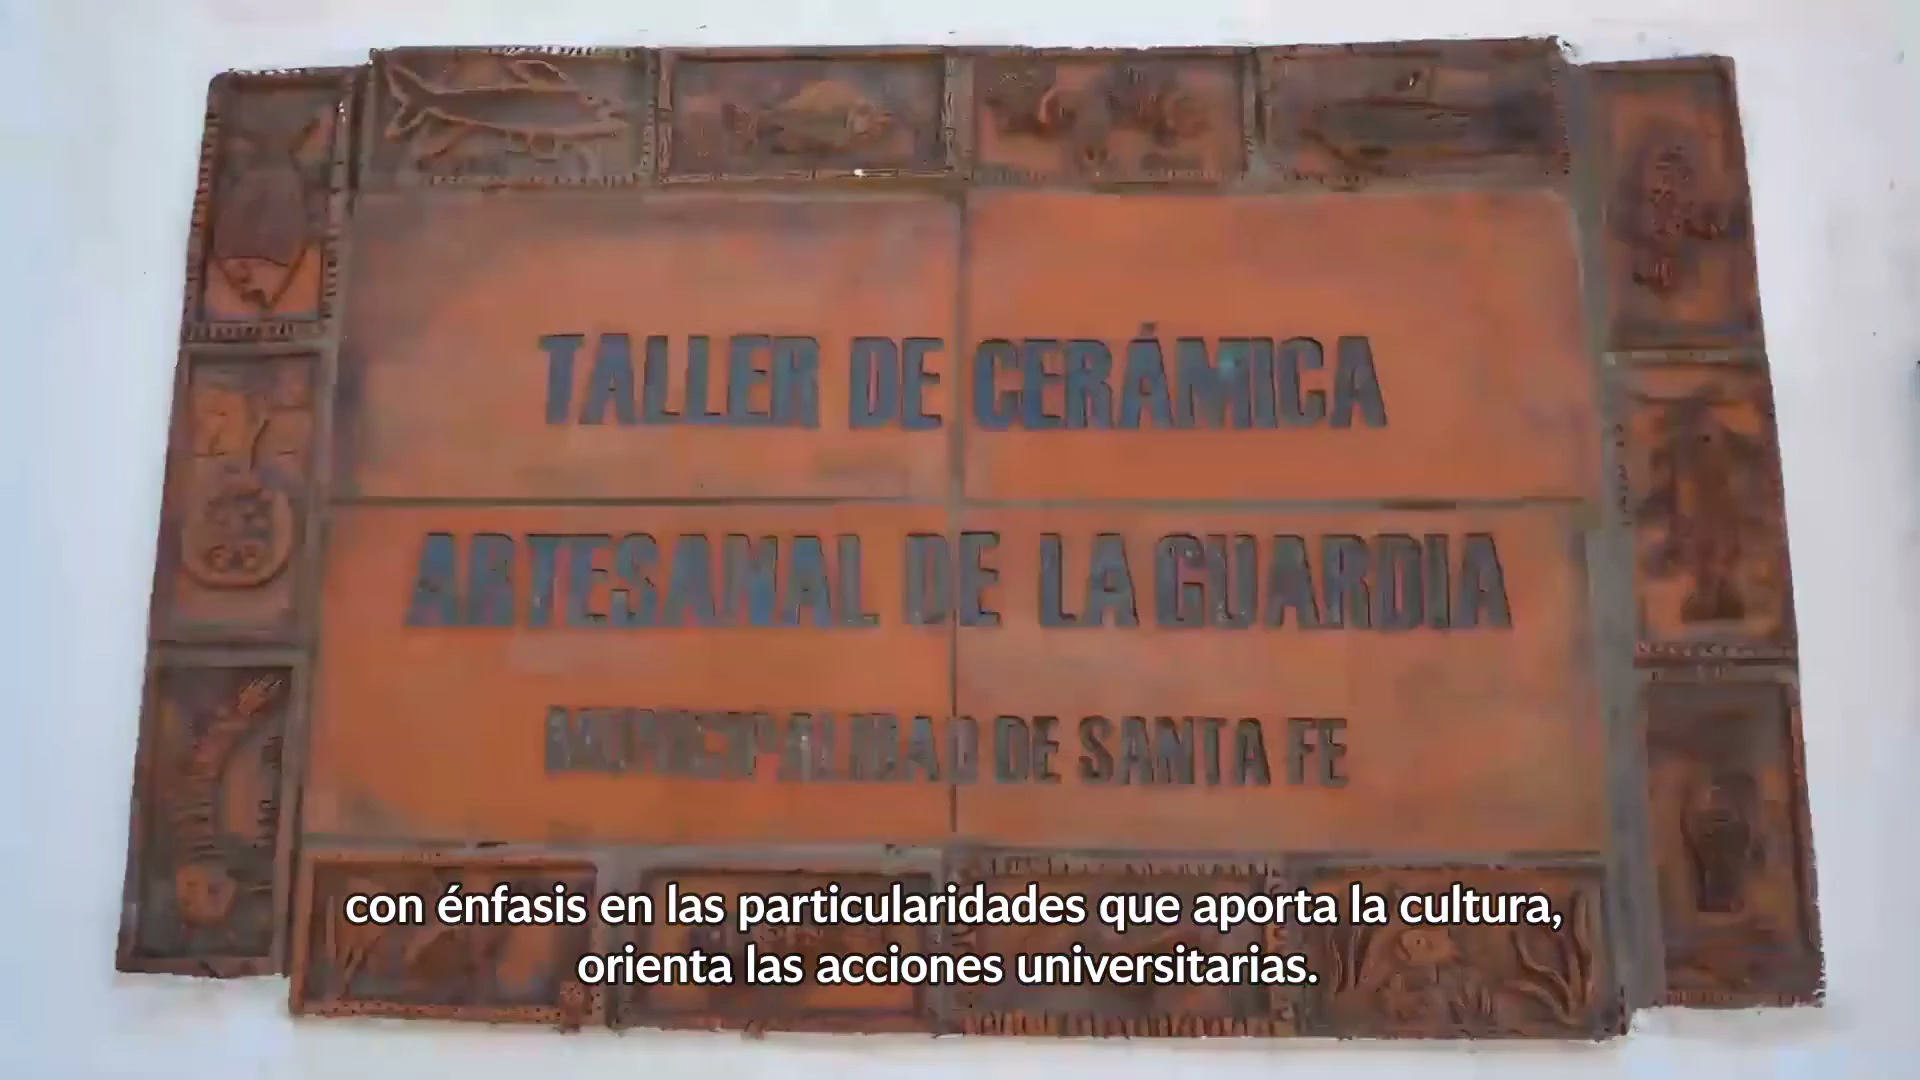 TALLER DE CERÁMICA
ARTESANAL DE LA GUARDIA
MUNICIPALIDAD DE SANTA FE
con énfasis en las particularidades que aporta la cultura,
orienta las acciones universitarias.